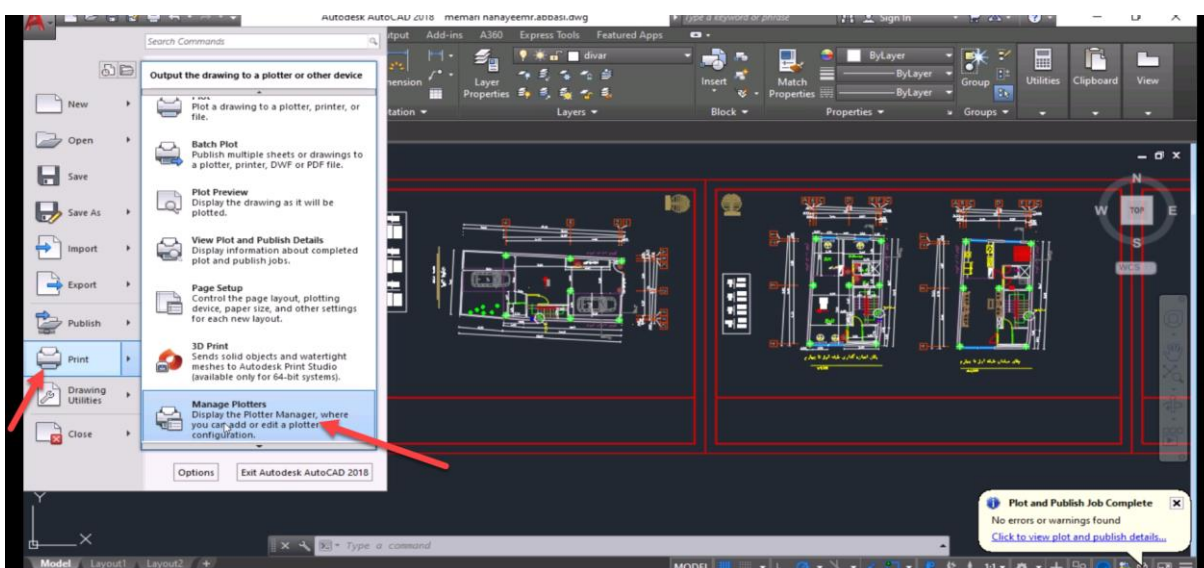 Autodesk AutoCAD 2018 memari nahayeemr.abbasi.dwg
Type a keyword or phrase
Sign In
Add-ins A360 Express Tools Featured Apps
Search Commands
Output the drawing to a plotter or other device
New
Open
Save
Save As
Import
Export
Publish
Print
Drawing
Utilities
Close
Plot a drawing to a plotter, printer, or
file.
Batch Plot
Publish multiple sheets or drawings to
a plotter, printer, DWF or PDF file.
Plot Preview
Display the drawing as it will be
plotted.
View Plot and Publish Details
Display information about completed
plot and publish jobs.
Page Setup
Control the page layout, plotting
device, paper size, and other settings
for each new layout.
3D Print
Sends solid objects and watertight
meshes to Autodesk Print Studio
(available only for 64-bit systems).
Manage Plotters
Display the Plotter Manager, where
you can add or edit a plotter
configuration.
Options
Exit Autodesk AutoCAD 2018
divar
Layer
Properties
Layers
Insert
Block
Match
Properties
ByLayer
ByLayer
ByLayer
Properties
Group
Groups
Utilities
Clipboard
View
N
W TOP E
S
WCS
Y
X
Type a command
Plot and Publish Job Complete
No errors or warnings found
Click to view plot and publish details...
Model Layout1 Layout2 +
MODEL
1:1